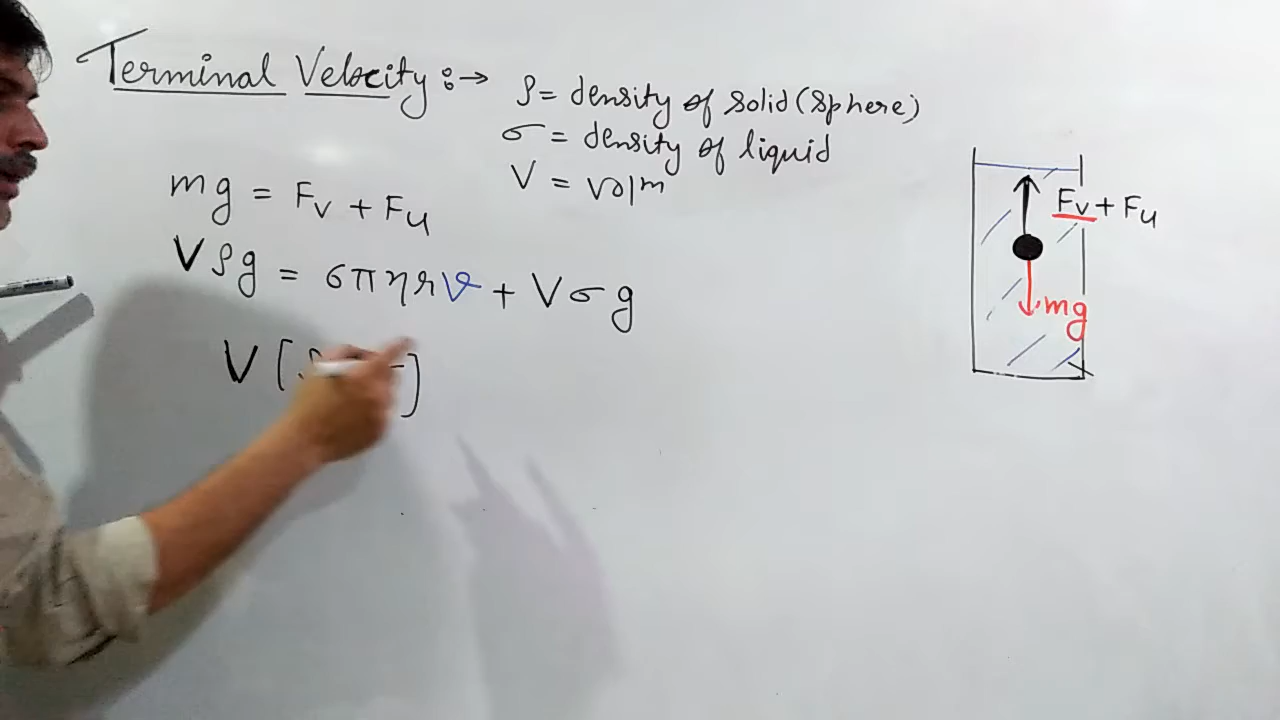 Terminal Velocity :→
ρ = density of solid (sphere)
σ = density of liquid
V = volm
mg = Fv + Fu
Vρg = 6πηrv + Vσg
V [ρ - σ]
Fv + Fu
mg